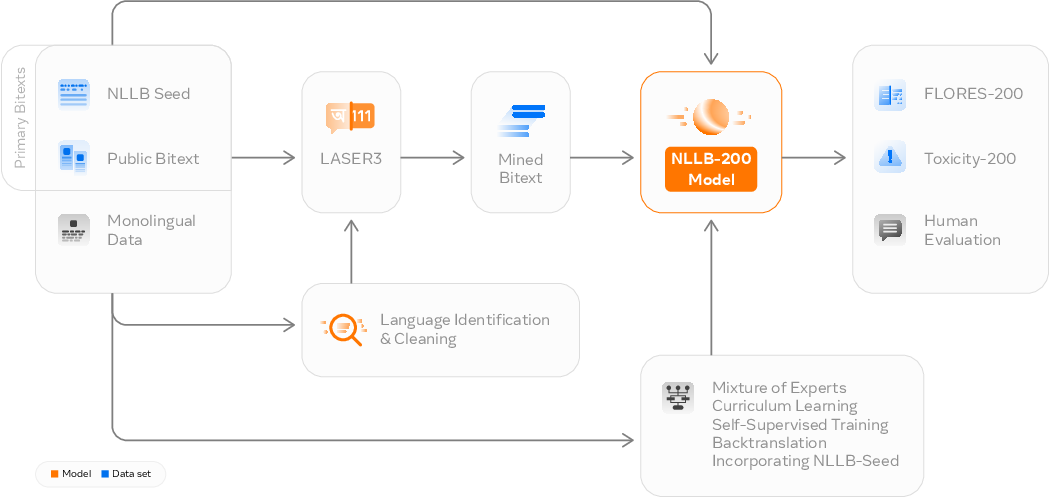 Primary Bitexts
NLLB Seed
Public Bitext
Monolingual
Data
অ 111
LASER3
Mined
Bitext
NLLB-200
Model
FLORES-200
Toxicity-200
Human
Evaluation
Language Identification
& Cleaning
Mixture of Experts
Curriculum Learning
Self-Supervised Training
Backtranslation
Incorporating NLLB-Seed
Model
Data set